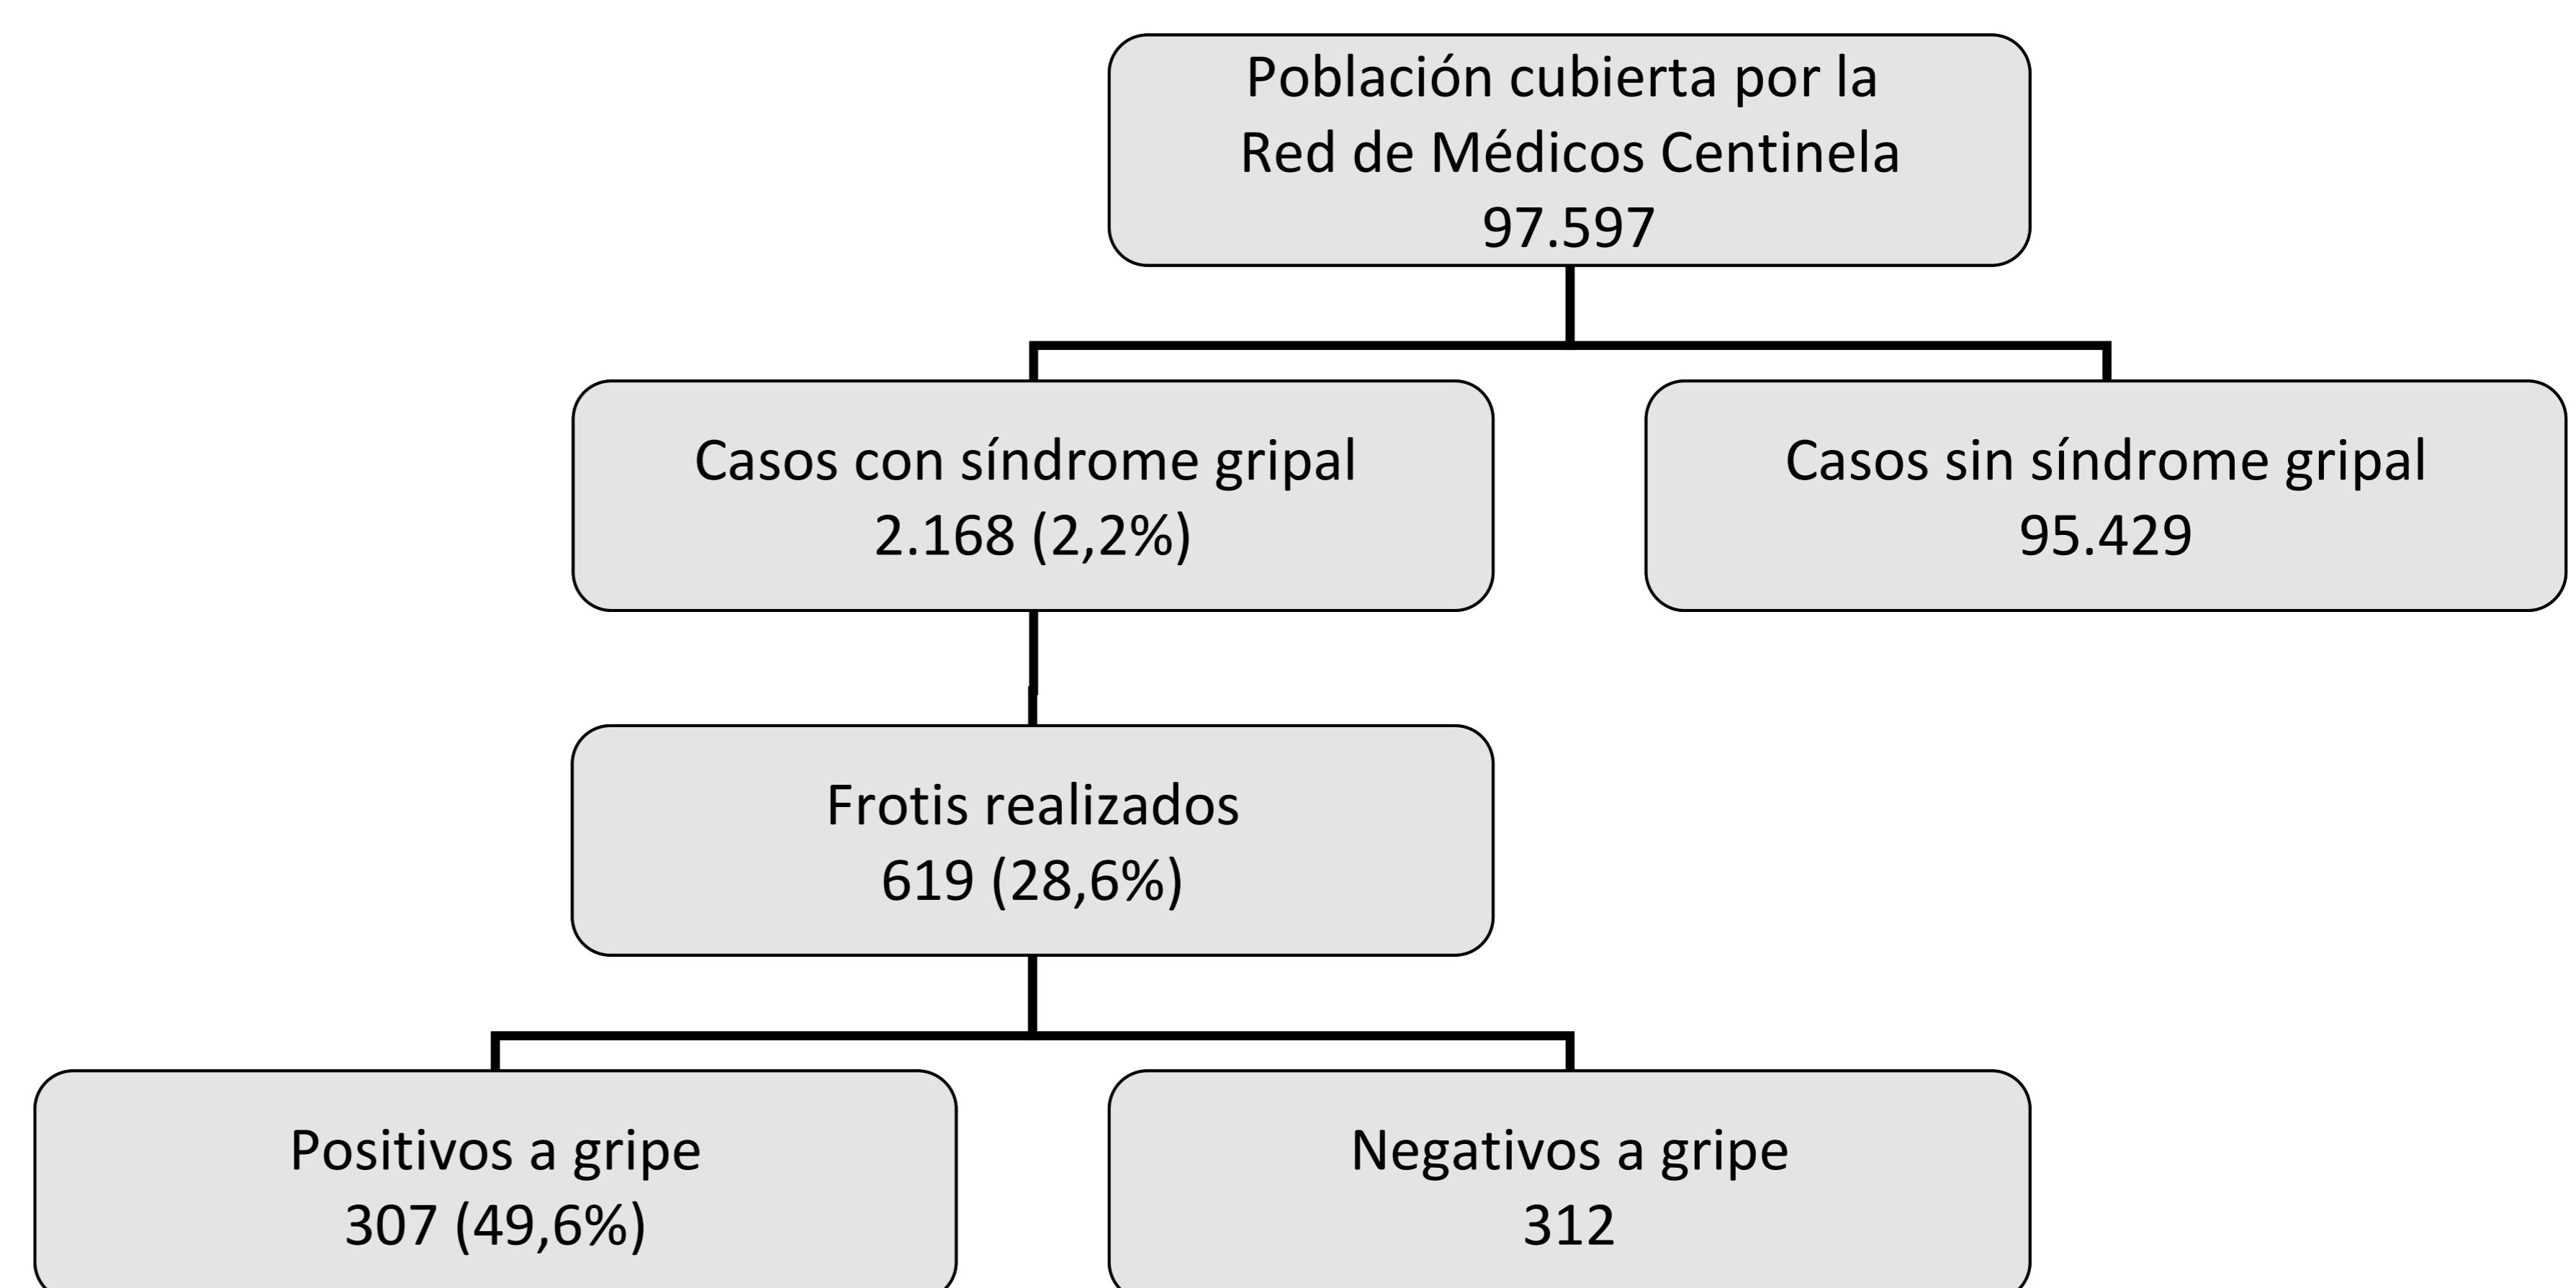 Población cubierta por la
Red de Médicos Centinela
97.597
Casos con síndrome gripal
2.168 (2,2%)
Casos sin síndrome gripal
95.429
Frotis realizados
619 (28,6%)
Positivos a gripe
307 (49,6%)
Negativos a gripe
312